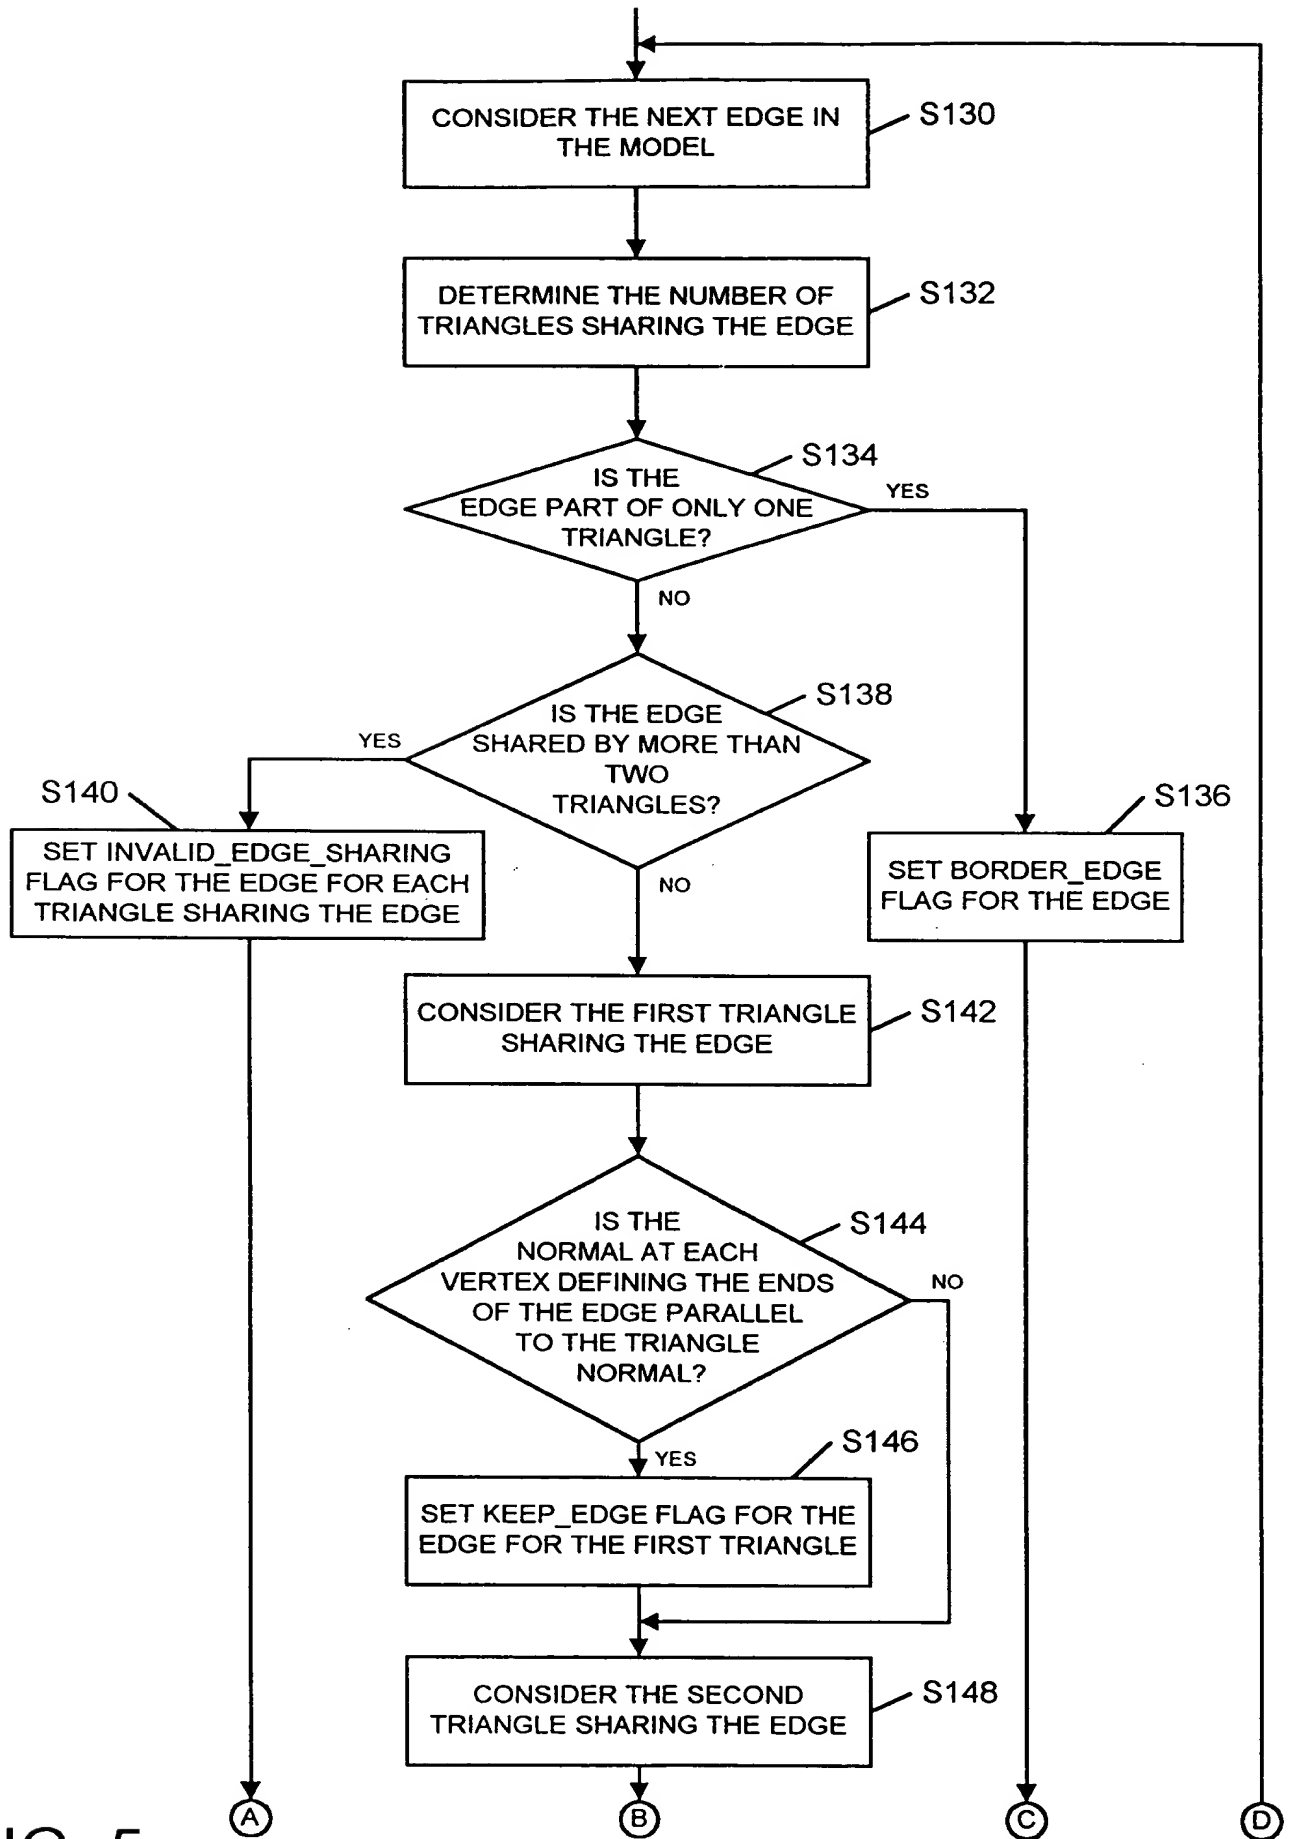 CONSIDER THE NEXT EDGE IN
THE MODEL
S130
DETERMINE THE NUMBER OF
TRIANGLES SHARING THE EDGE
S132
IS THE
EDGE PART OF ONLY ONE
TRIANGLE?
S134
YES
NO
IS THE EDGE
SHARED BY MORE THAN
TWO
TRIANGLES?
S138
YES
NO
S140
SET INVALID_EDGE_SHARING
FLAG FOR THE EDGE FOR EACH
TRIANGLE SHARING THE EDGE
S136
SET BORDER_EDGE
FLAG FOR THE EDGE
CONSIDER THE FIRST TRIANGLE
SHARING THE EDGE
S142
IS THE
NORMAL AT EACH
VERTEX DEFINING THE ENDS
OF THE EDGE PARALLEL
TO THE TRIANGLE
NORMAL?
S144
NO
YES
S146
SET KEEP_EDGE FLAG FOR THE
EDGE FOR THE FIRST TRIANGLE
CONSIDER THE SECOND
TRIANGLE SHARING THE EDGE
S148
A
B
C
D